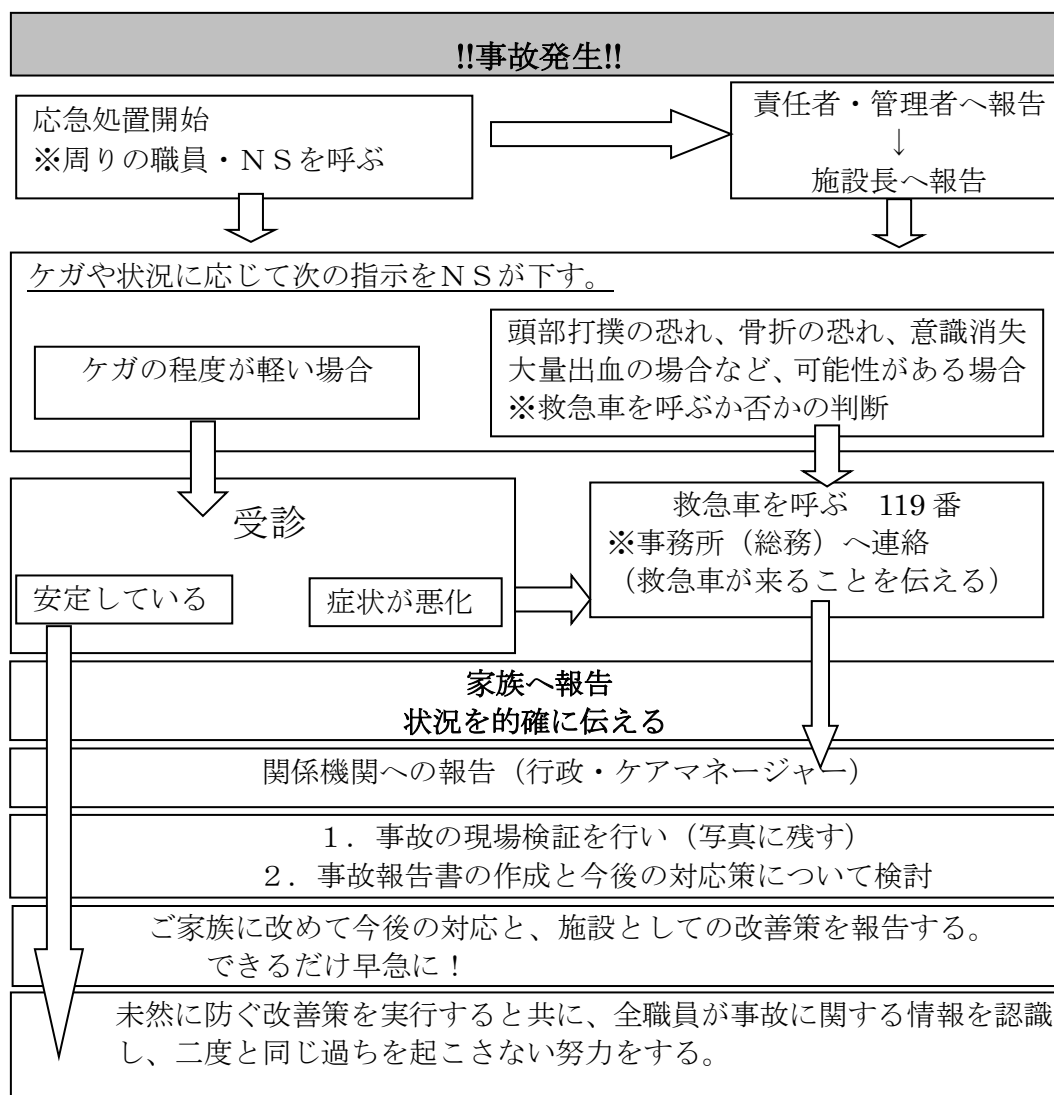 !!事故発生!!
応急処置開始
※周りの職員・ＮＳを呼ぶ
責任者・管理者へ報告
↓
施設長へ報告
ケガや状況に応じて次の指示をＮＳが下す。
ケガの程度が軽い場合
頭部打撲の恐れ、骨折の恐れ、意識消失
大量出血の場合など、可能性がある場合
※救急車を呼ぶか否かの判断
受診
安定している
症状が悪化
救急車を呼ぶ　119 番
※事務所（総務）へ連絡
（救急車が来ることを伝える）
家族へ報告
状況を的確に伝える
関係機関への報告（行政・ケアマネージャー）
１．事故の現場検証を行い（写真に残す）
２．事故報告書の作成と今後の対応策について検討
ご家族に改めて今後の対応と、施設としての改善策を報告する。
できるだけ早急に！
未然に防ぐ改善策を実行すると共に、全職員が事故に関する情報を認識
し、二度と同じ過ちを起こさない努力をする。